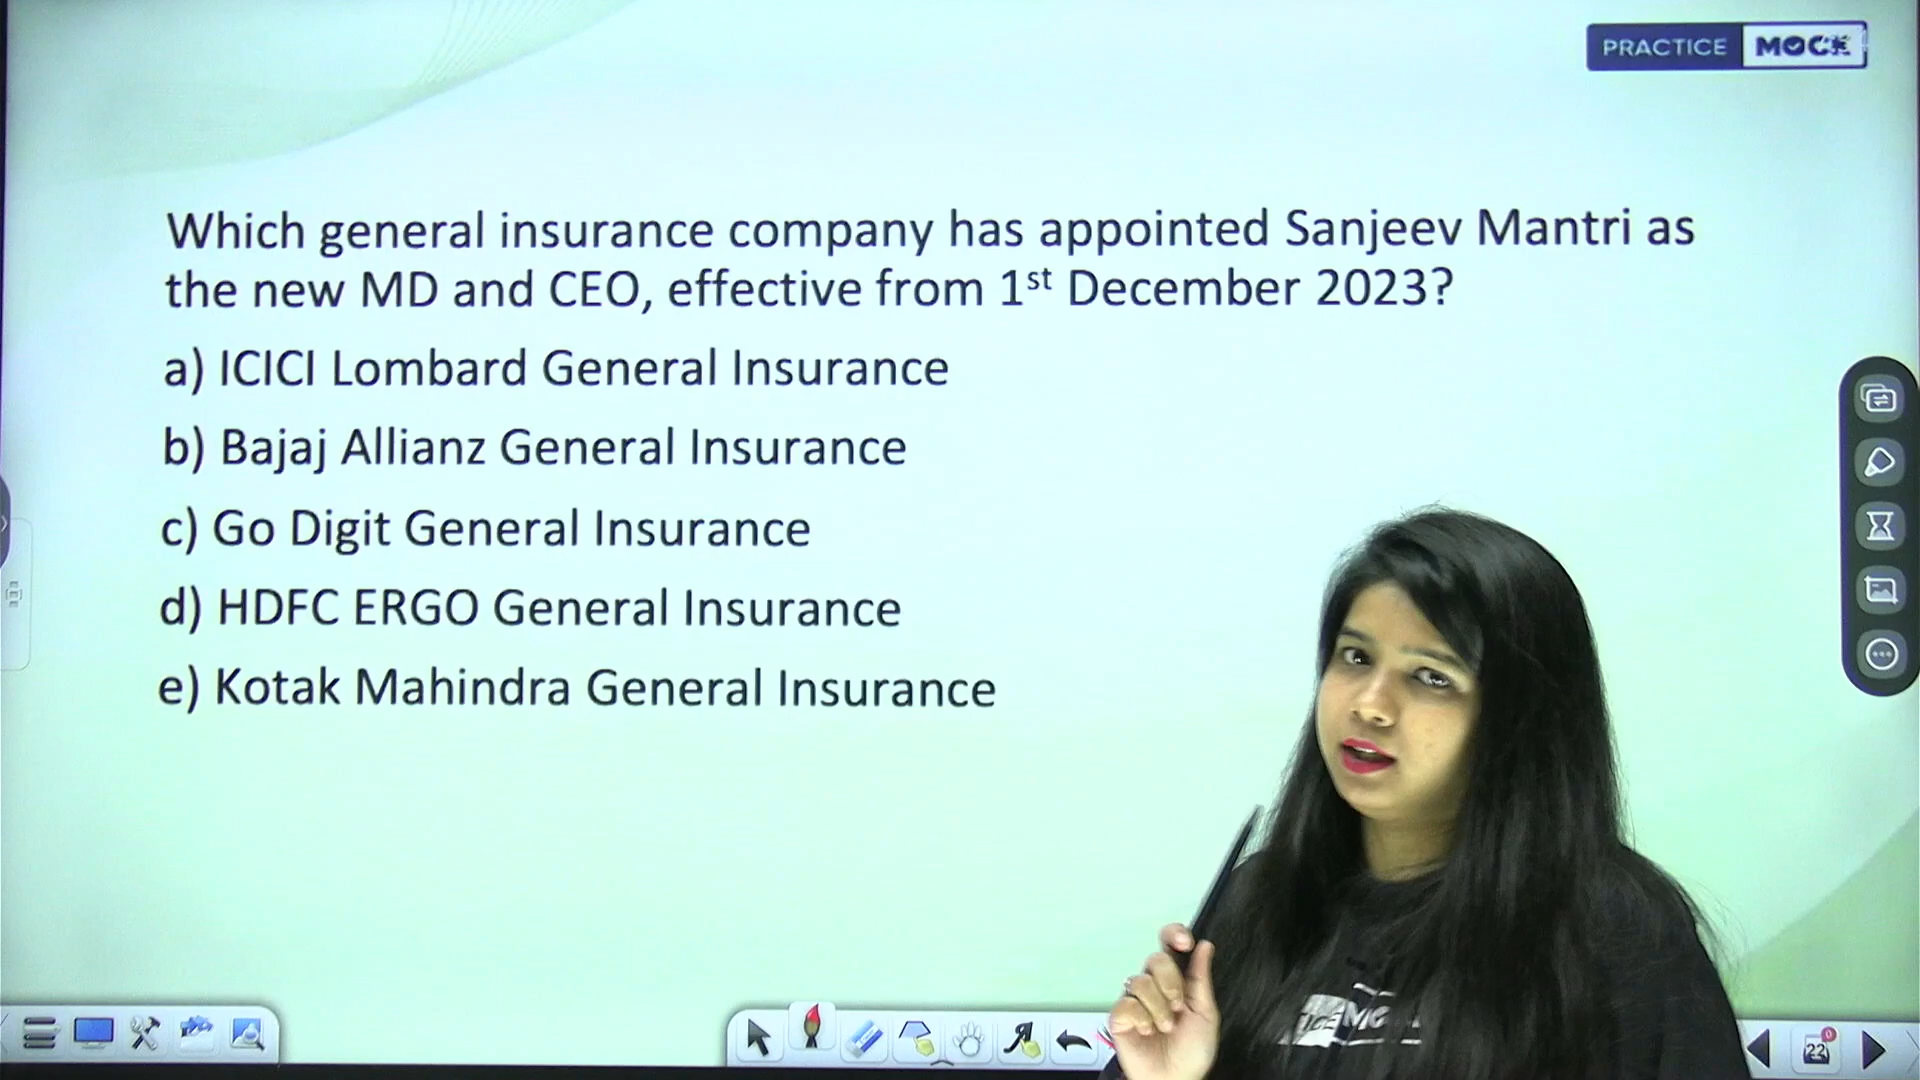 PRACTICE MOCK
Which general insurance company has appointed Sanjeev Mantri as
the new MD and CEO, effective from 1st December 2023?
a) ICICI Lombard General Insurance
b) Bajaj Allianz General Insurance
c) Go Digit General Insurance
d) HDFC ERGO General Insurance
e) Kotak Mahindra General Insurance
22
0